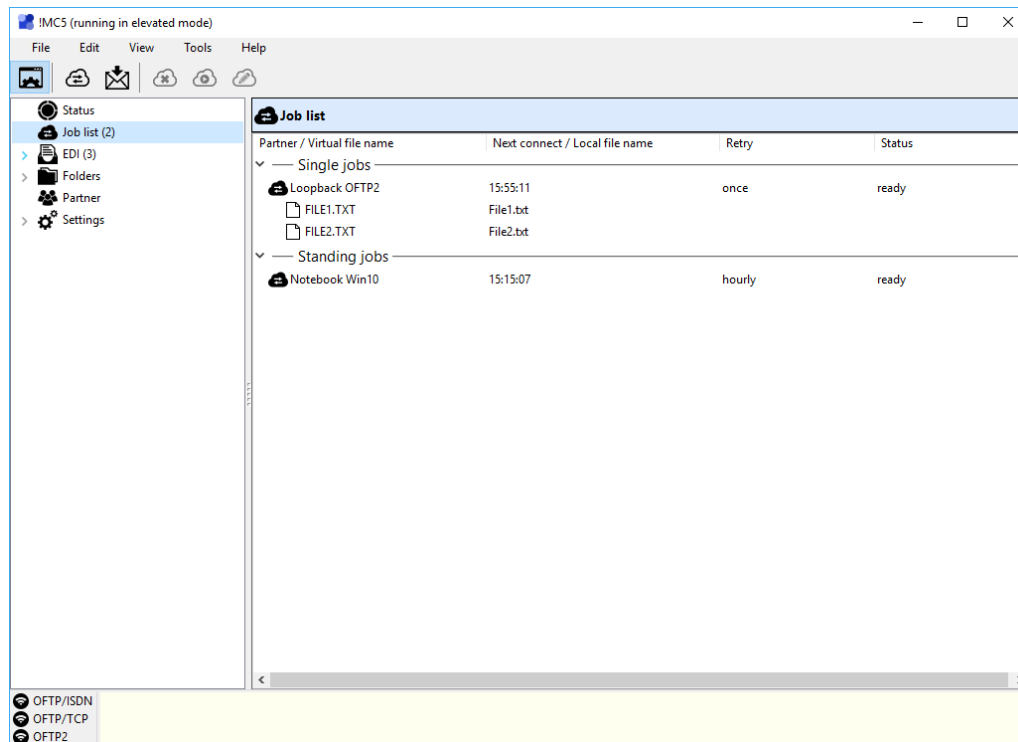 !MC5 (running in elevated mode)
File Edit View Tools Help
Status
Job list (2)
EDI (3)
Folders
Partner
Settings
Job list
Partner / Virtual file name Next connect / Local file name Retry Status
Single jobs
Loopback OFTP2 15:55:11 once ready
FILE1.TXT File1.txt
FILE2.TXT File2.txt
Standing jobs
Notebook Win10 15:15:07 hourly ready
OFTP/ISDN
OFTP/TCP
OFTP2